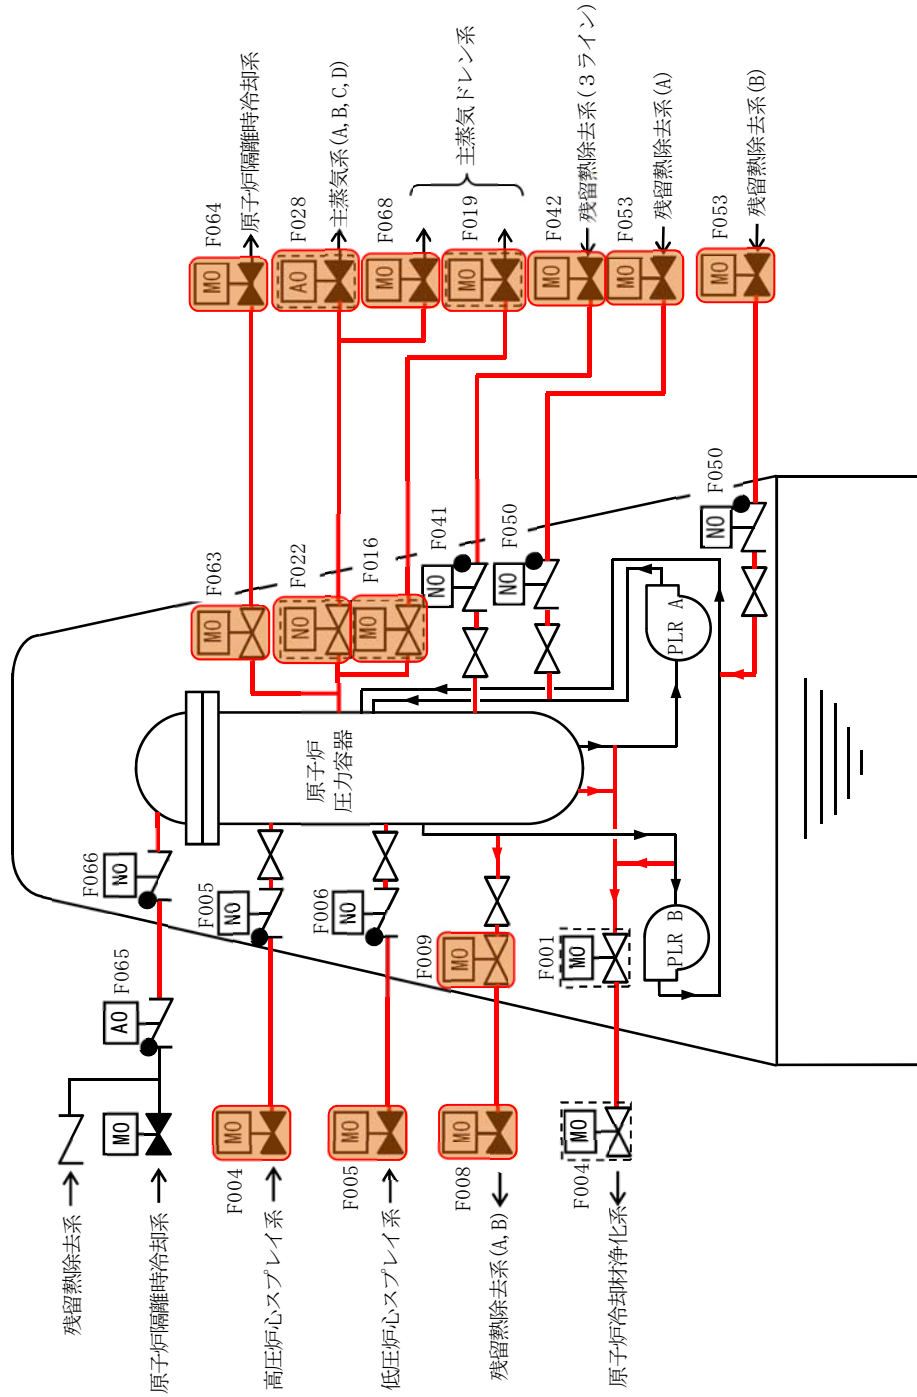 残留熱除去系
F066
F065
MO
AO
NO
原子炉隔離時冷却系
F063
F064
MO
MO
原子炉隔離時冷却系
F004
F005
MO
NO
高圧炉心スプレイ系
F022
F028
NO
AO
主蒸気系(A,B,C,D)
原子炉
圧力容器
F005
F006
MO
NO
低圧炉心スプレイ系
F016
F068
MO
MO
F041
F019
NO
MO
主蒸気ドレン系
F008
F009
MO
MO
残留熱除去系(A,B)
F050
F042
NO
MO
残留熱除去系(3ライン)
F004
F001
MO
MO
原子炉冷却材浄化系
F053
MO
残留熱除去系(A)
PLR B
PLR A
F050
F053
NO
MO
残留熱除去系(B)